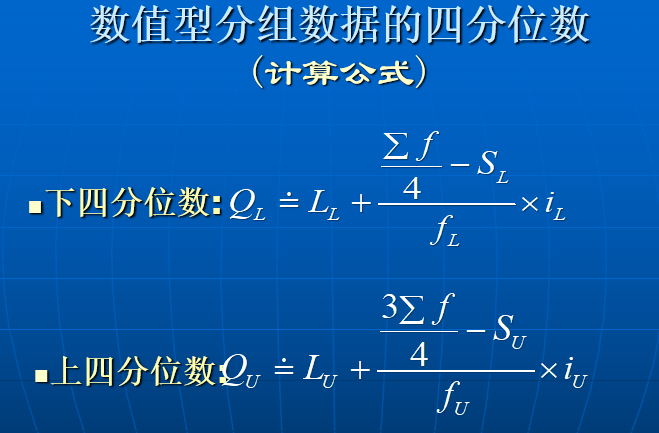 数值型分组数据的四分位数
(计算公式)
■下四分位数: $Q_L \doteq L_L + \frac{\frac{\sum f}{4} - S_L}{f_L} \times i_L$
■上四分位数: $Q_U \doteq L_U + \frac{\frac{3\sum f}{4} - S_U}{f_U} \times i_U$